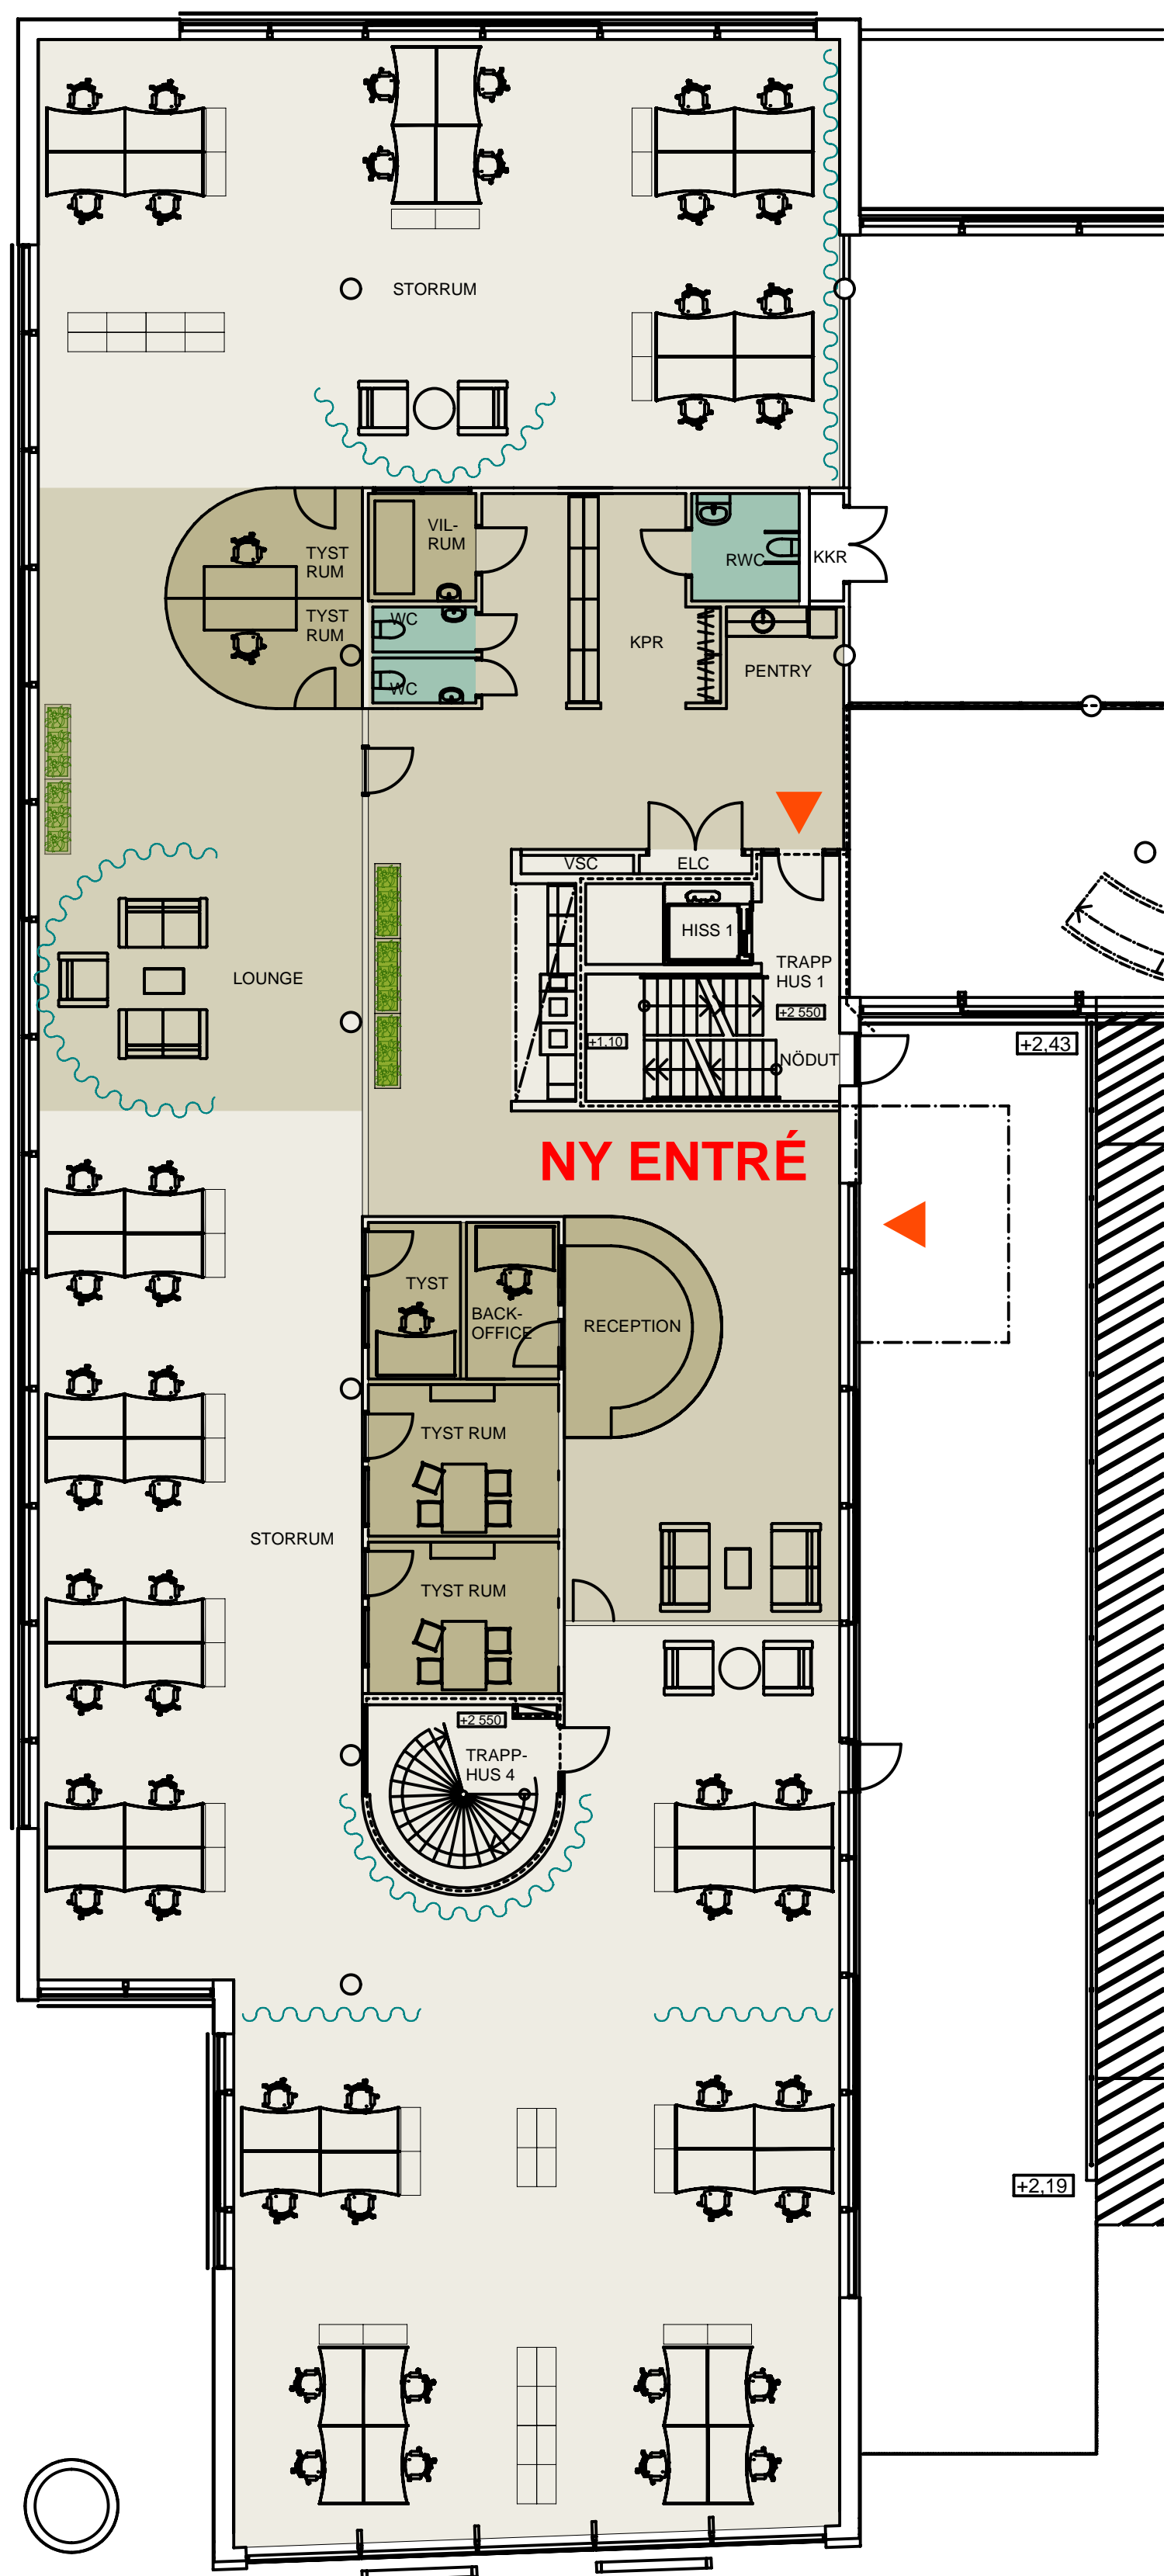 STORRUM
VIL-
RUM
TYST
RUM
RWC
KKR
TYST
RUM
WC
KPR
PENTRY
WC
VSC
ELC
HISS 1
LOUNGE
TRAPP
HUS 1
+2 550
+1,10
NÖDUT
+2,43
NY ENTRÉ
TYST
BACK-
OFFICE
RECEPTION
TYST RUM
STORRUM
TYST RUM
+2 550
TRAPP-
HUS 4
+2,19